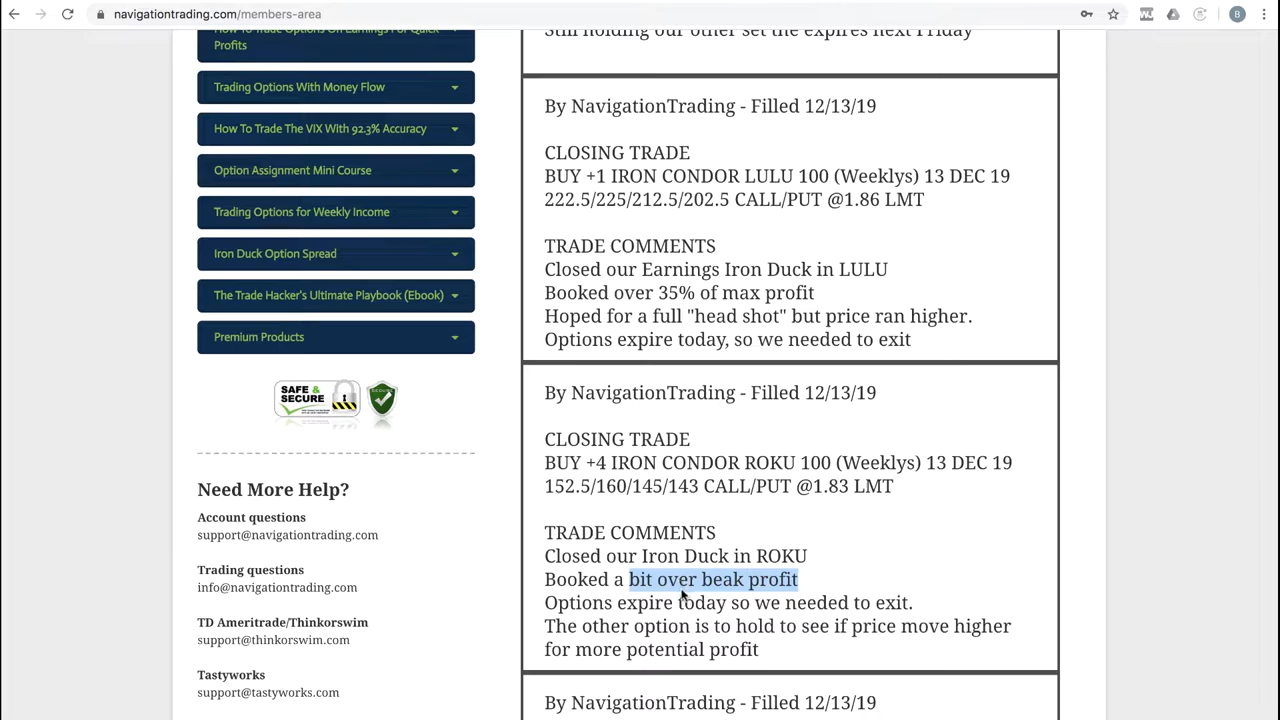 navigationtrading.com/members-area
B
How To Trade Options On Earnings For Quick
Profits
Trading Options With Money Flow
How To Trade The VIX With 92.3% Accuracy
Option Assignment Mini Course
Trading Options for Weekly Income
Iron Duck Option Spread
The Trade Hacker's Ultimate Playbook (Ebook)
Premium Products
SAFE &
SECURE
Need More Help?
Account questions
support@navigationtrading.com
Trading questions
info@navigationtrading.com
TD Ameritrade/Thinkorswim
support@thinkorswim.com
Tastyworks
support@tastyworks.com
Still holding our other set the expires next Friday
By NavigationTrading - Filled 12/13/19
CLOSING TRADE
BUY +1 IRON CONDOR LULU 100 (Weeklys) 13 DEC 19
222.5/225/212.5/202.5 CALL/PUT @1.86 LMT
TRADE COMMENTS
Closed our Earnings Iron Duck in LULU
Booked over 35% of max profit
Hoped for a full "head shot" but price ran higher.
Options expire today, so we needed to exit
By NavigationTrading - Filled 12/13/19
CLOSING TRADE
BUY +4 IRON CONDOR ROKU 100 (Weeklys) 13 DEC 19
152.5/160/145/143 CALL/PUT @1.83 LMT
TRADE COMMENTS
Closed our Iron Duck in ROKU
Booked a bit over beak profit
Options expire today so we needed to exit.
The other option is to hold to see if price move higher
for more potential profit
By NavigationTrading - Filled 12/13/19